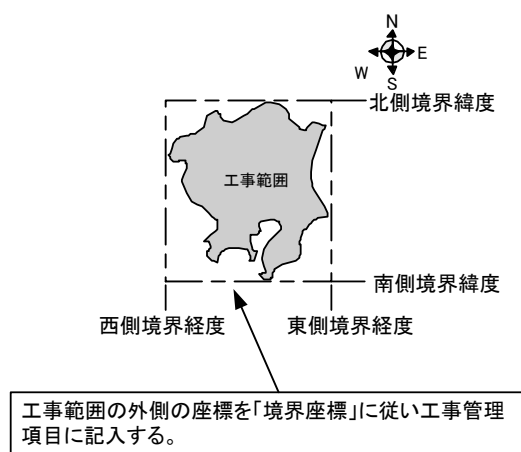 N
W
E
S
北側境界緯度
工事範囲
南側境界緯度
西側境界経度
東側境界経度
工事範囲の外側の座標を「境界座標」に従い工事管理
項目に記入する。